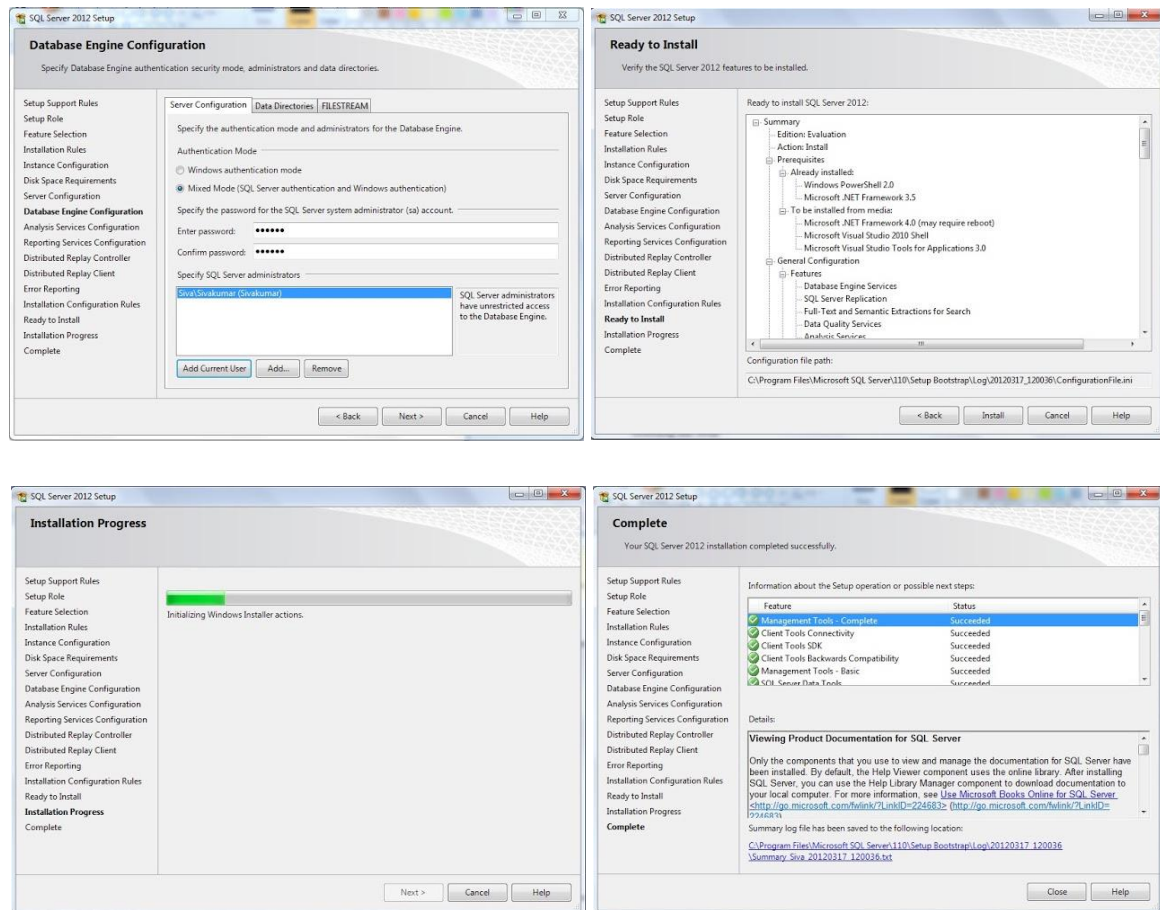 SQL Server 2012 Setup
Database Engine Configuration
Specify Database Engine authentication security mode, administrators and data directories.
Setup Support Rules
Setup Role
Feature Selection
Installation Rules
Instance Configuration
Disk Space Requirements
Server Configuration
Database Engine Configuration
Analysis Services Configuration
Reporting Services Configuration
Distributed Replay Controller
Distributed Replay Client
Error Reporting
Installation Configuration Rules
Ready to Install
Installation Progress
Complete
Server Configuration Data Directories FILESTREAM
Specify the authentication mode and administrators for the Database Engine.
Authentication Mode
Windows authentication mode
Mixed Mode (SQL Server authentication and Windows authentication)
Specify the password for the SQL Server system administrator (sa) account.
Enter password: ••••••
Confirm password: ••••••
Specify SQL Server administrators
Siva\Sivakumar (Sivakumar)
SQL Server administrators
have unrestricted access
to the Database Engine.
Add Current User Add... Remove
< Back Next > Cancel Help
SQL Server 2012 Setup
Ready to Install
Verify the SQL Server 2012 features to be installed.
Setup Support Rules
Setup Role
Feature Selection
Installation Rules
Instance Configuration
Disk Space Requirements
Server Configuration
Database Engine Configuration
Analysis Services Configuration
Reporting Services Configuration
Distributed Replay Controller
Distributed Replay Client
Error Reporting
Installation Configuration Rules
Ready to Install
Installation Progress
Complete
Ready to install SQL Server 2012:
Summary
Edition: Evaluation
Action: Install
Prerequisites
Already installed:
Windows PowerShell 2.0
Microsoft .NET Framework 3.5
To be installed from media:
Microsoft .NET Framework 4.0 (may require reboot)
Microsoft Visual Studio 2010 Shell
Microsoft Visual Studio Tools for Applications 3.0
General Configuration
Features
Database Engine Services
SQL Server Replication
Full-Text and Semantic Extractions for Search
Data Quality Services
Analysis Services
Configuration file path:
C:\Program Files\Microsoft SQL Server\110\Setup Bootstrap\Log\20120317_120036\ConfigurationFile.ini
< Back Install Cancel Help
SQL Server 2012 Setup
Installation Progress
Setup Support Rules
Setup Role
Feature Selection
Installation Rules
Instance Configuration
Disk Space Requirements
Server Configuration
Database Engine Configuration
Analysis Services Configuration
Reporting Services Configuration
Distributed Replay Controller
Distributed Replay Client
Error Reporting
Installation Configuration Rules
Ready to Install
Installation Progress
Complete
Initializing Windows Installer actions.
Next > Cancel Help
SQL Server 2012 Setup
Complete
Your SQL Server 2012 installation completed successfully.
Setup Support Rules
Setup Role
Feature Selection
Installation Rules
Instance Configuration
Disk Space Requirements
Server Configuration
Database Engine Configuration
Analysis Services Configuration
Reporting Services Configuration
Distributed Replay Controller
Distributed Replay Client
Error Reporting
Installation Configuration Rules
Ready to Install
Installation Progress
Complete
Information about the Setup operation or possible next steps:
Feature Status
Management Tools - Complete Succeeded
Client Tools Connectivity Succeeded
Client Tools SDK Succeeded
Client Tools Backwards Compatibility Succeeded
Management Tools - Basic Succeeded
SQL Server Data Tools Succeeded
Details:
Viewing Product Documentation for SQL Server
Only the components that you use to view and manage the documentation for SQL Server have
been installed. By default, the Help Viewer component uses the online library. After installing
SQL Server, you can use the Help Library Manager component to download documentation to
your local computer. For more information, see Use Microsoft Books Online for SQL Server
<http://go.microsoft.com/fwlink/?LinkID=224683> (http://go.microsoft.com/fwlink/?LinkID=
224683)
Summary log file has been saved to the following location:
C:\Program Files\Microsoft SQL Server\110\Setup Bootstrap\Log\20120317_120036
\Summary_Siva_20120317_120036.txt
Close Help